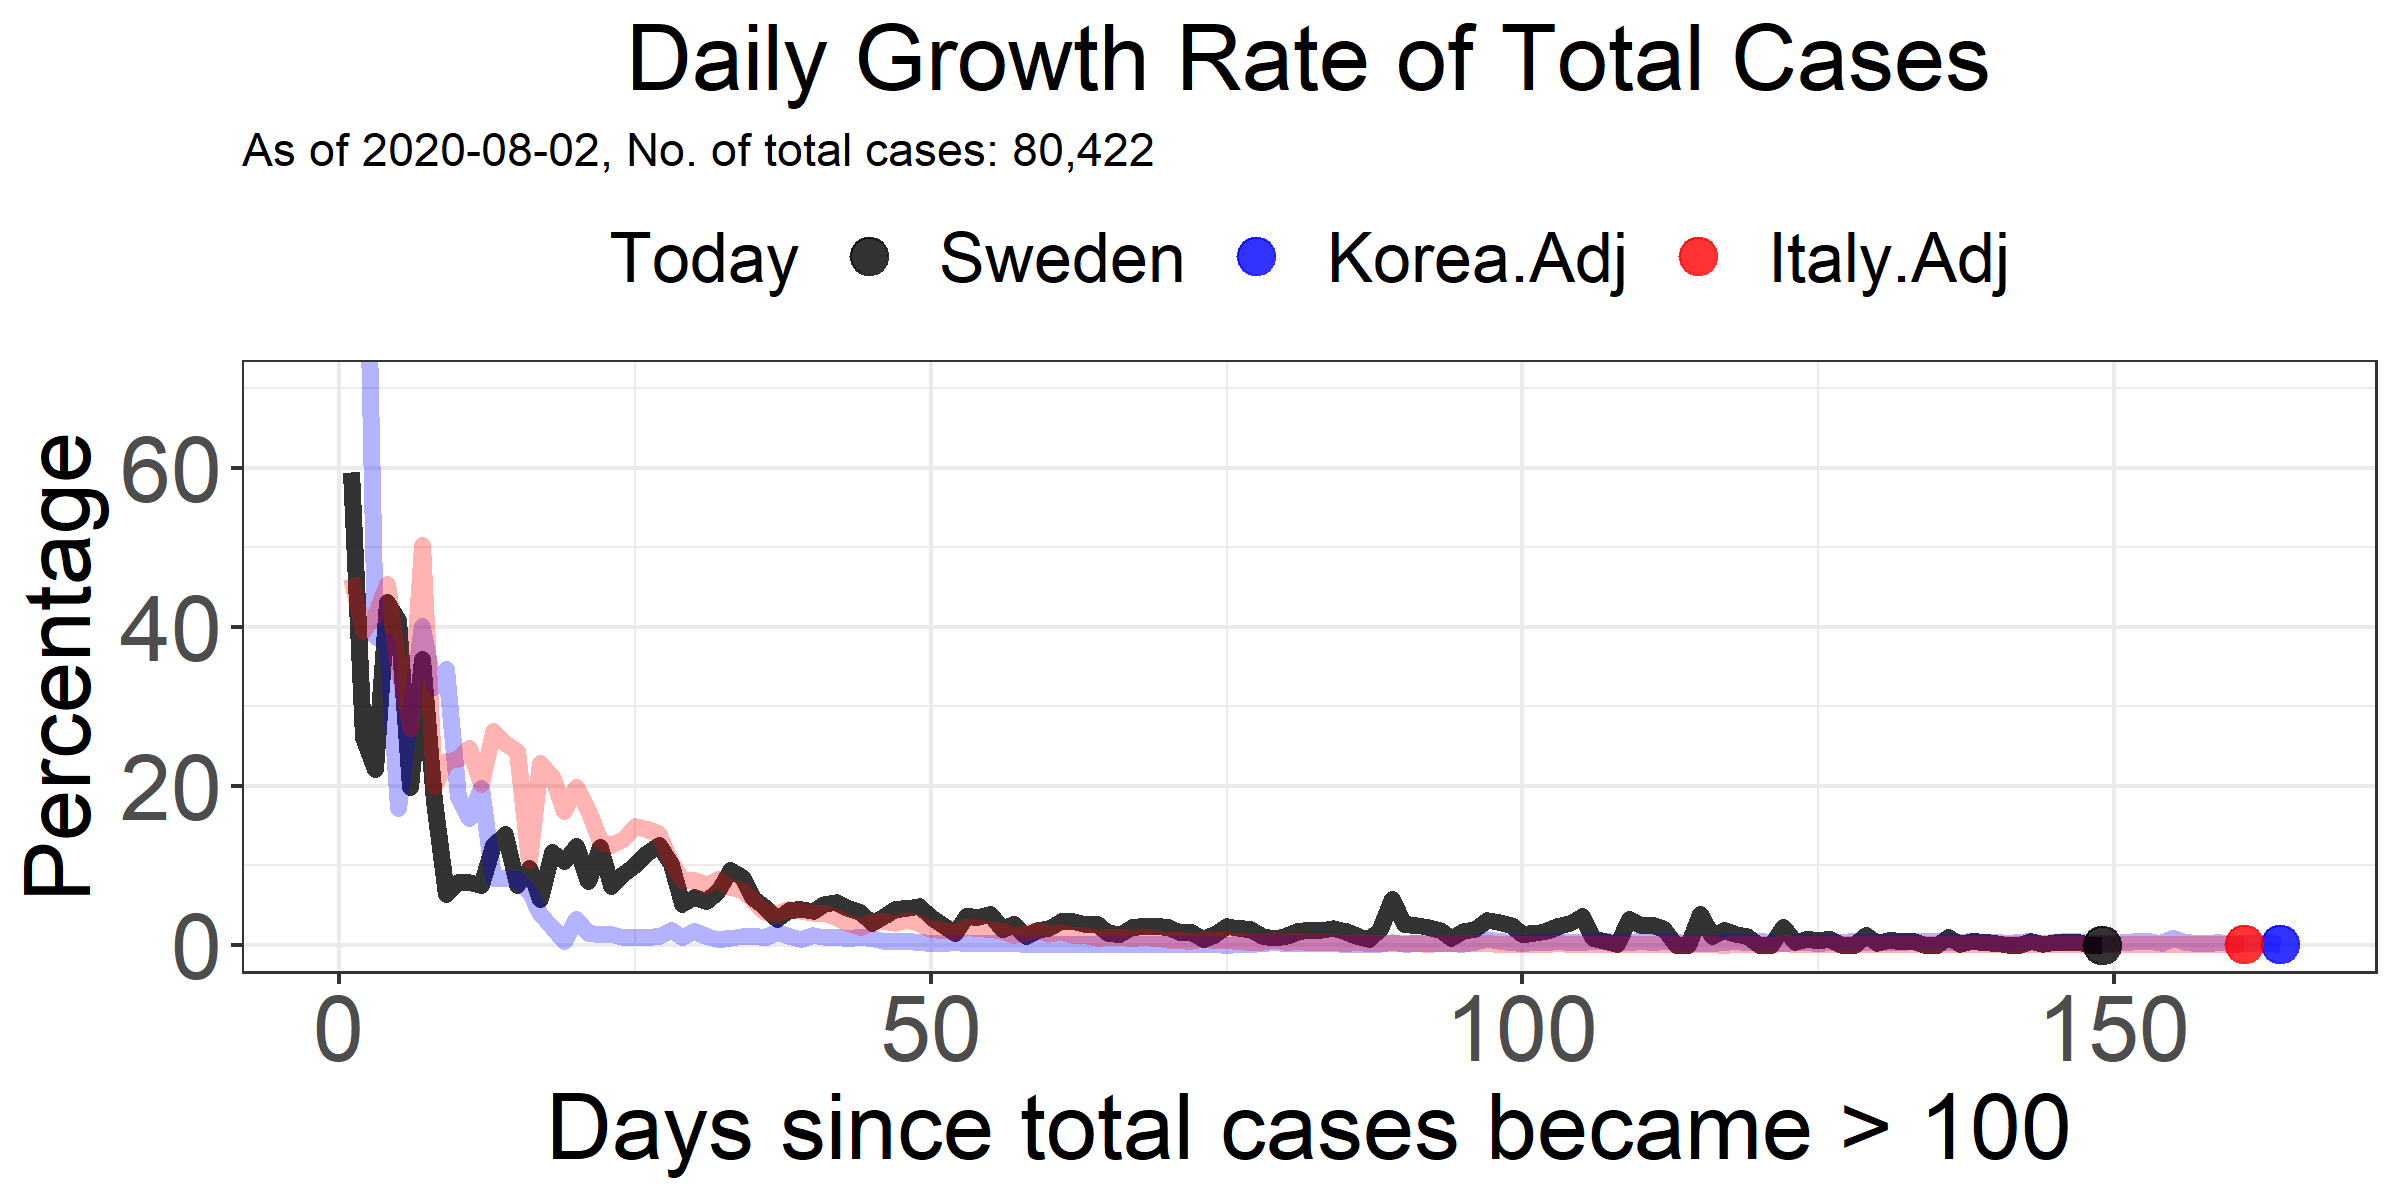 Daily Growth Rate of Total Cases
As of 2020-08-02, No. of total cases: 80,422
Today Sweden Korea.Adj Italy.Adj
Percentage
60
40
20
0
0 50 100 150
Days since total cases became > 100